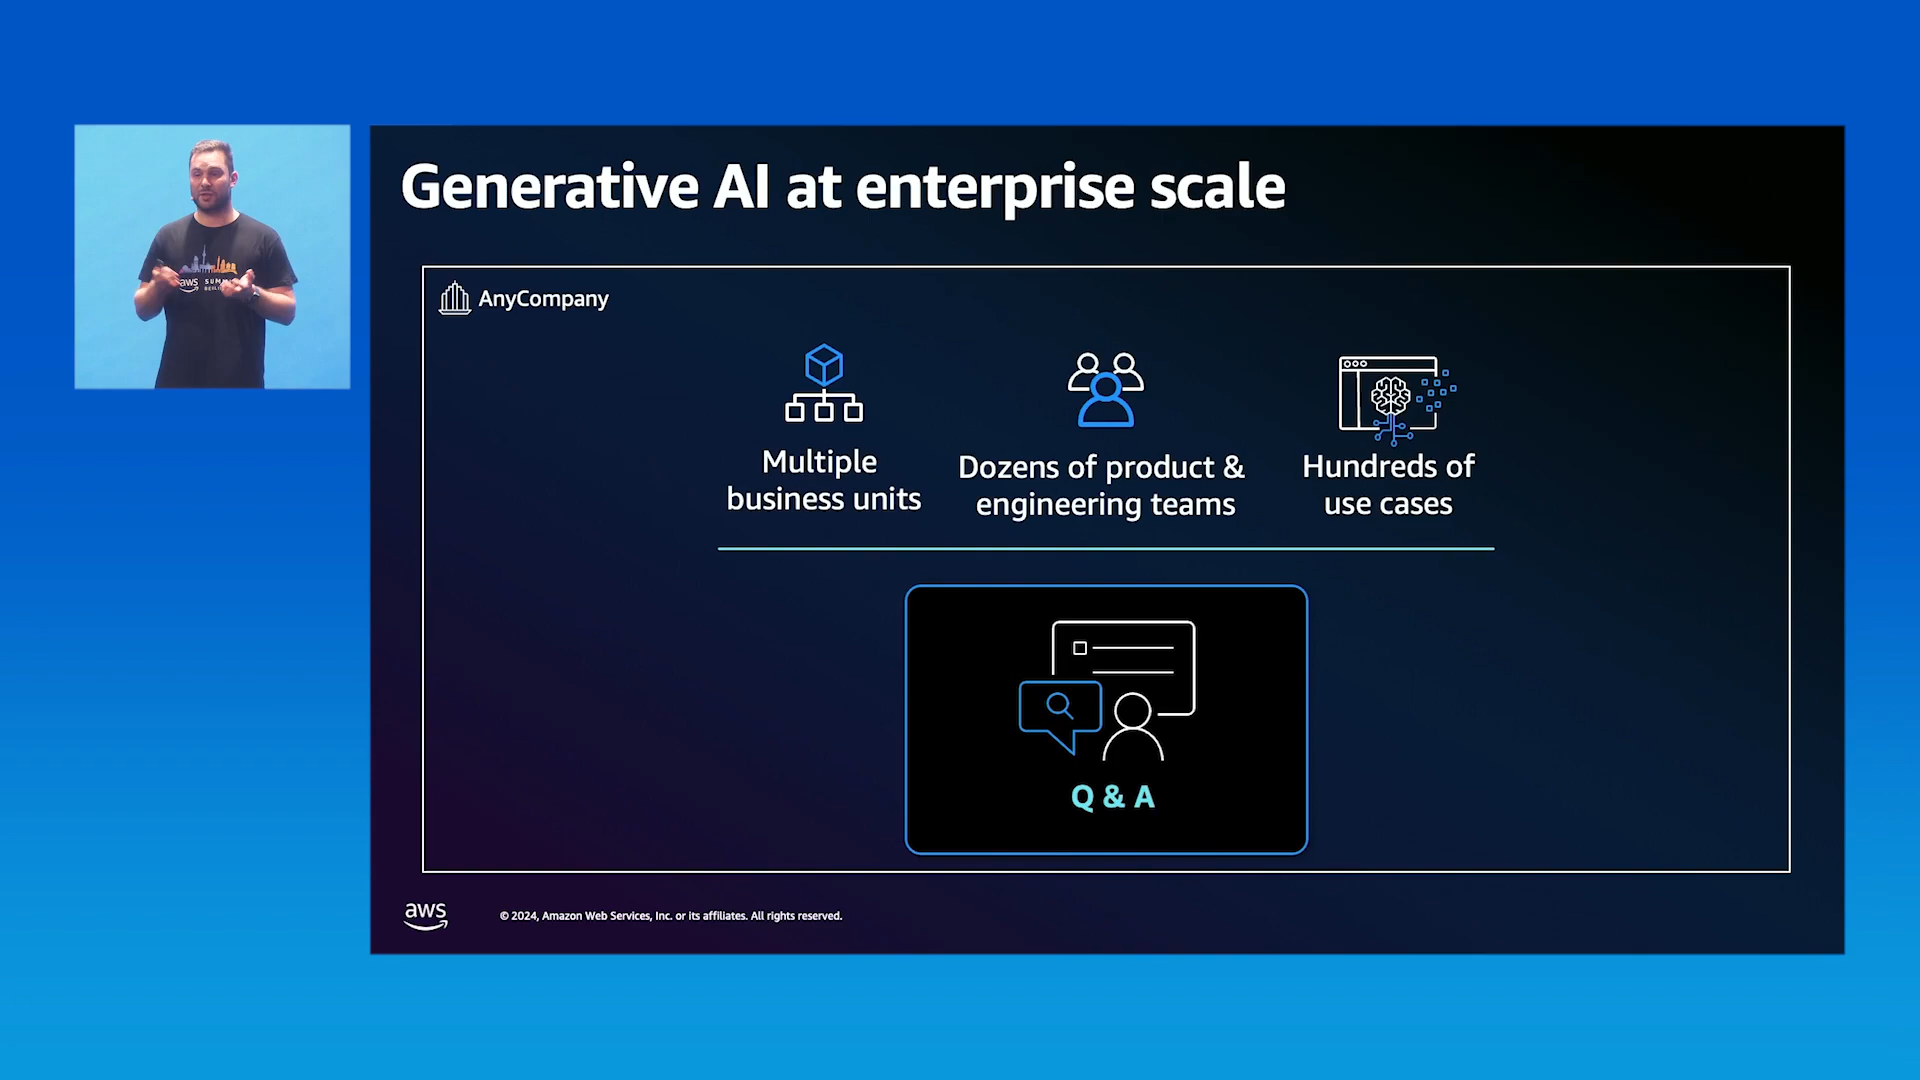 Generative AI at enterprise scale
AnyCompany
Multiple
business units
Dozens of product &
engineering teams
Hundreds of
use cases
Q & A
aws
© 2024, Amazon Web Services, Inc. or its affiliates. All rights reserved.
aws